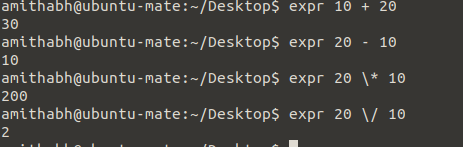 amithabh@ubuntu-mate:~/Desktop$ expr 10 + 20
30
amithabh@ubuntu-mate:~/Desktop$ expr 20 - 10
10
amithabh@ubuntu-mate:~/Desktop$ expr 20 \* 10
200
amithabh@ubuntu-mate:~/Desktop$ expr 20 \/ 10
2
amithabh@ubuntu-mate:~/Desktop$